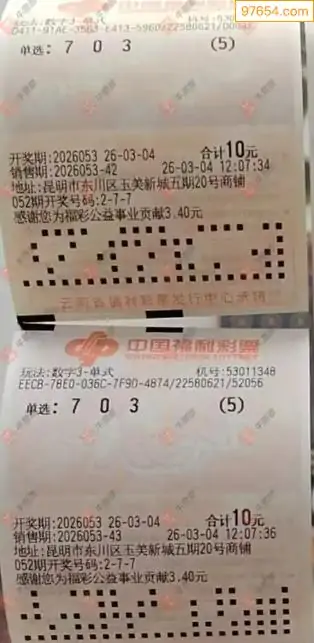 97654.com
玩法:数字3-单式
单选: 7 0 3 (5)
开奖期:2026053 26-03-04 合计10元
销售期:2026053-42 26-03-04 12:07:34
地址:昆明市东川区玉美新城五期20号商铺
052期开奖号码:2-7-7
感谢您为福彩公益事业贡献3.40元
中国福利彩票
玩法:数字3-单式 机号:53011348
EECB-78E0-036C-7F90-4874/22580621/52056
单选: 7 0 3 (5)
开奖期:2026053 26-03-04 合计10元
销售期:2026053-43 26-03-04 12:07:36
地址:昆明市东川区玉美新城五期20号商铺
052期开奖号码:2-7-7
感谢您为福彩公益事业贡献3.40元